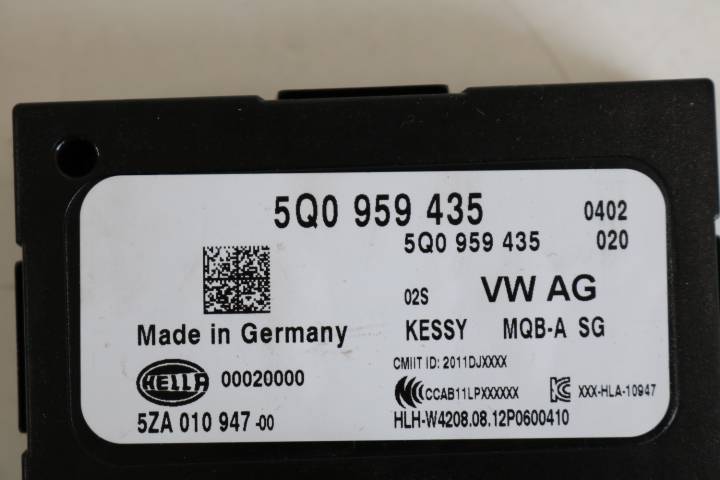 5Q0 959 435 0402
5Q0 959 435 020
02S VW AG
Made in Germany KESSY MQB-A SG
CMIIT ID: 2011DJXXXX
HELLA 00020000 CCAB11LPXXXXXX XXX-HLA-10947
5ZA 010 947 -00 HLH-W4208.08.12P0600410